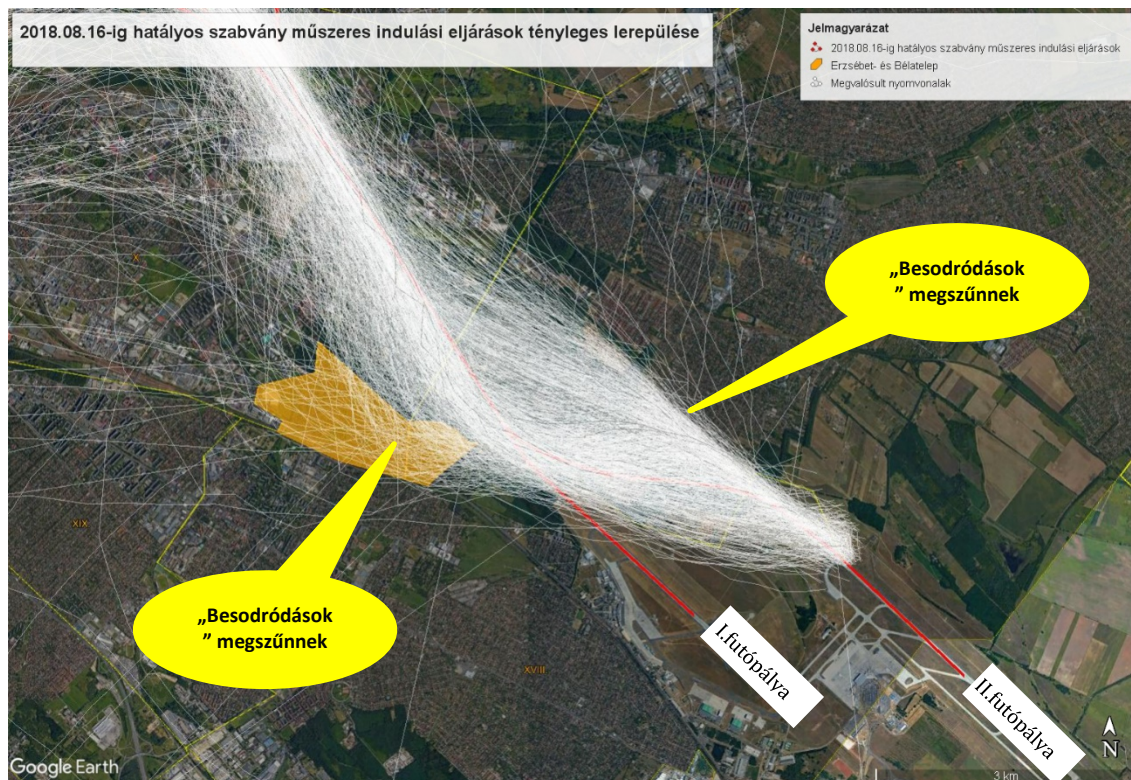 2018.08.16-ig hatályos szabvány műszeres indulási eljárások tényleges lerepülése
Jelmagyarázat
2018.08.16-ig hatályos szabvány műszeres indulási eljárások
Erzsébet- és Bélatelep
Megvalósult nyomvonalak
„Besodródások
” megszűnnek
X
XIX
„Besodródások
” megszűnnek
XVIII
I.futópálya
II.futópálya
N
3 km
Google Earth